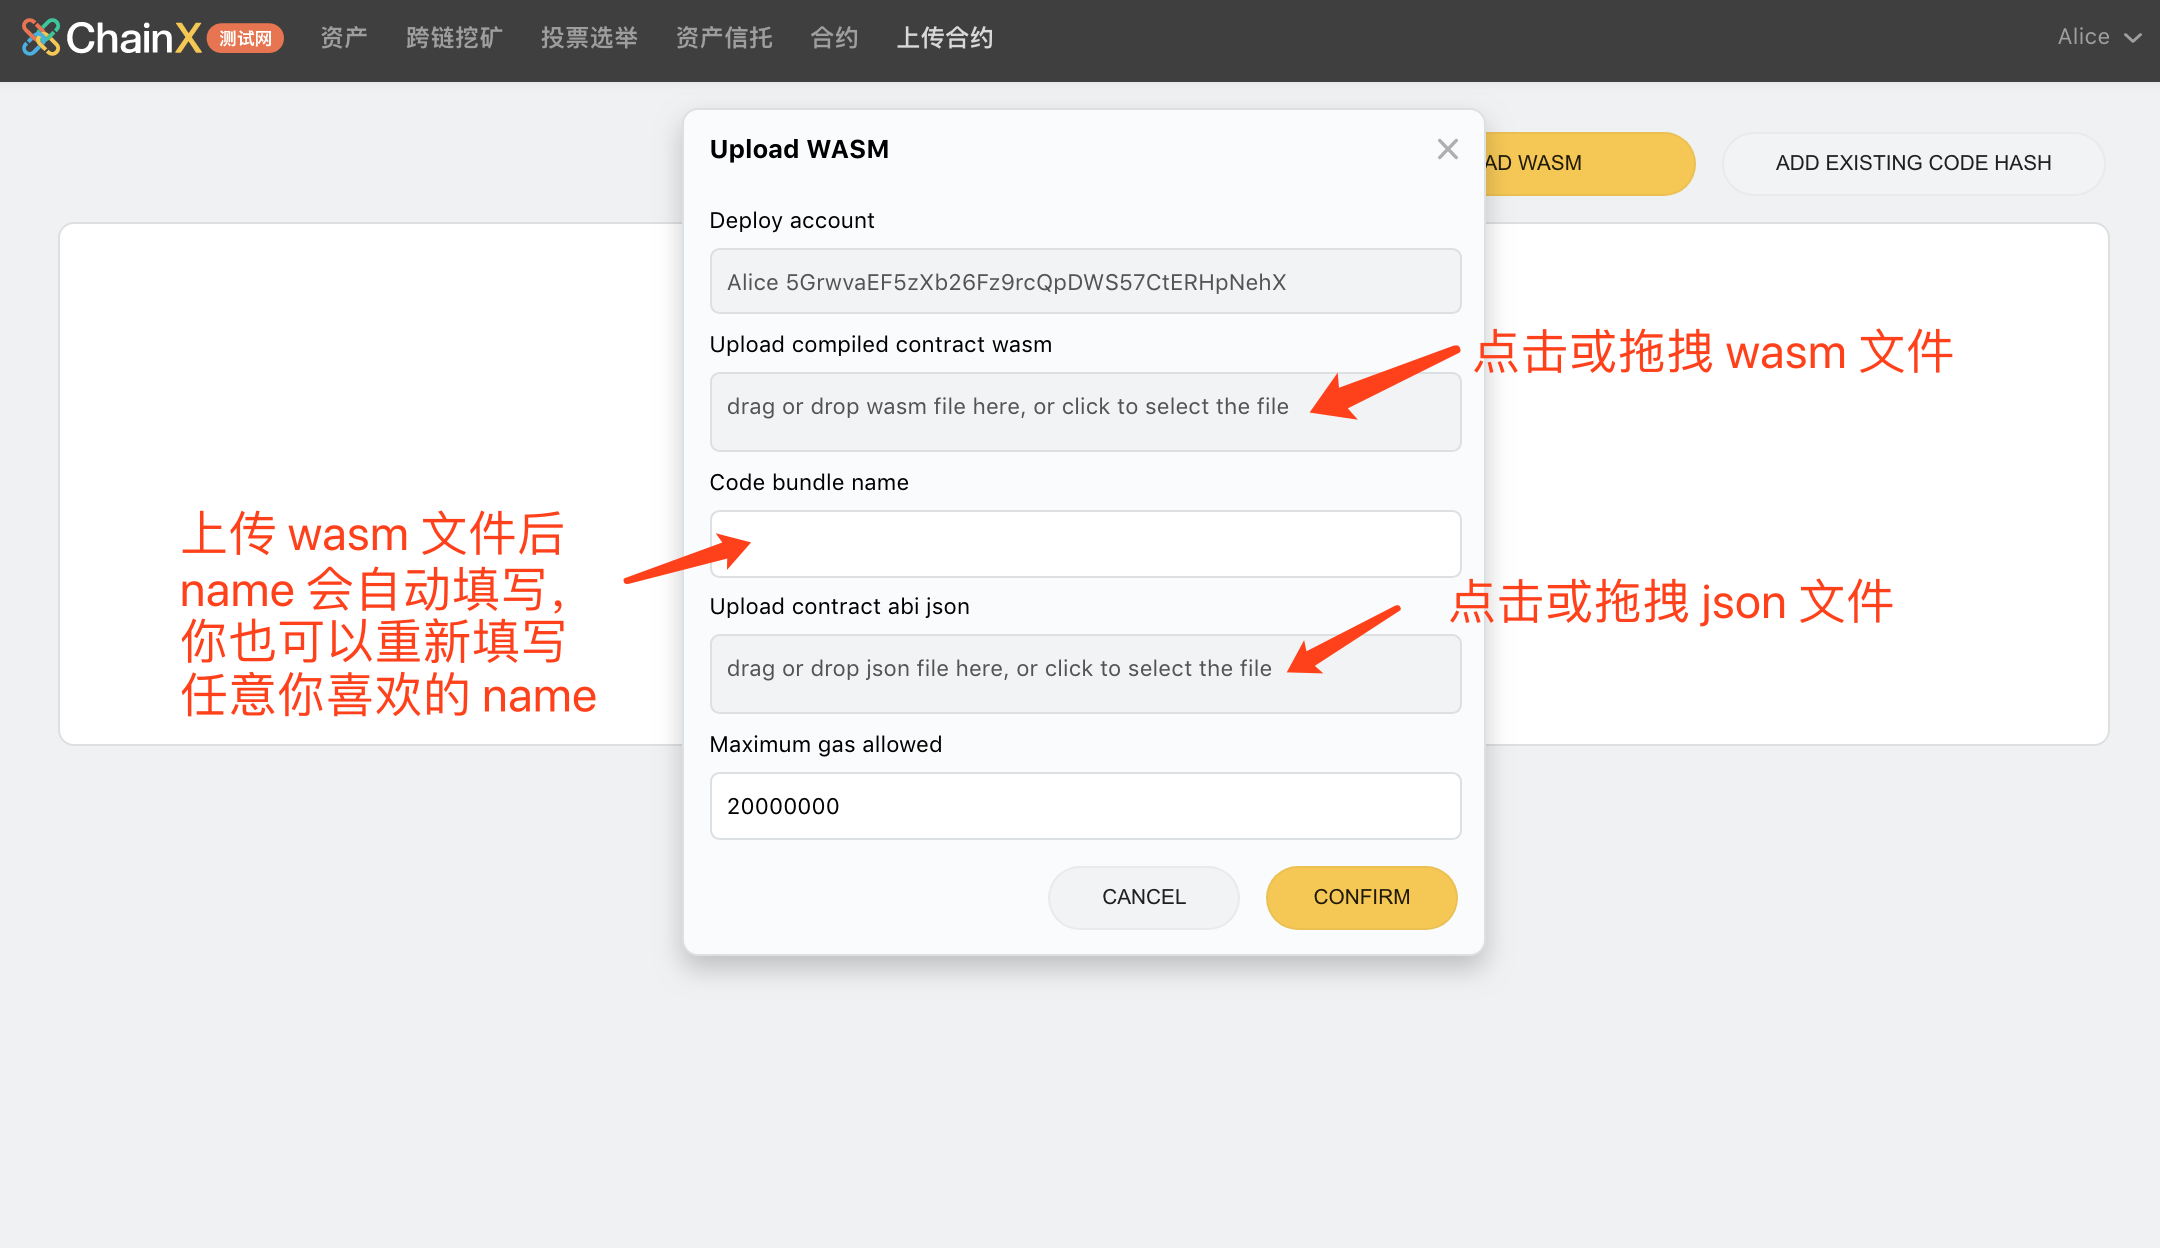 ChainX 测试网 资产 跨链挖矿 投票选举 资产信托 合约 上传合约 Alice
Upload WASM
AD WASM
ADD EXISTING CODE HASH
Deploy account
Alice 5GrwvaEF5zXb26Fz9rcQpDWS57CtERHpNehX
Upload compiled contract wasm
点击或拖拽 wasm 文件
drag or drop wasm file here, or click to select the file
Code bundle name
上传 wasm 文件后
name 会自动填写，
你也可以重新填写
任意你喜欢的 name
Upload contract abi json
点击或拖拽 json 文件
drag or drop json file here, or click to select the file
Maximum gas allowed
20000000
CANCEL
CONFIRM